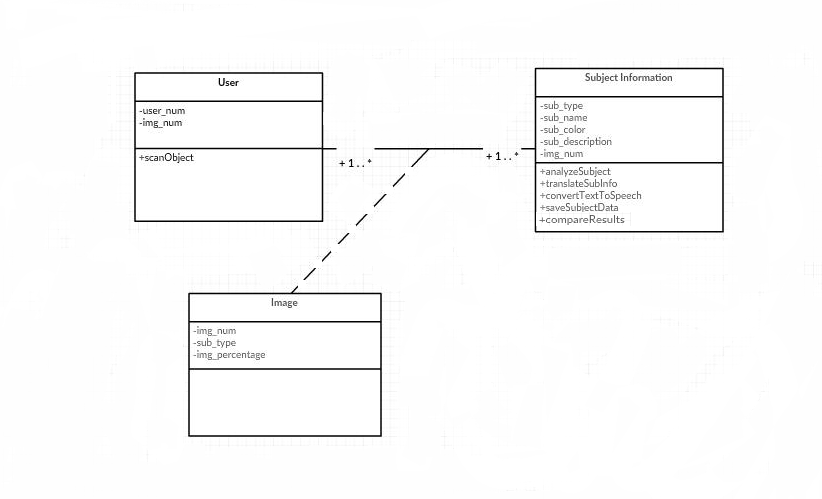 User
-user_num
-img_num
+scanObject
+ 1 . . *
+ 1 . . *
Subject Information
-sub_type
-sub_name
-sub_color
-sub_description
-img_num
+analyzeSubject
+translateSubInfo
+convertTextToSpeech
+saveSubjectData
+compareResults
Image
-img_num
-sub_type
-img_percentage